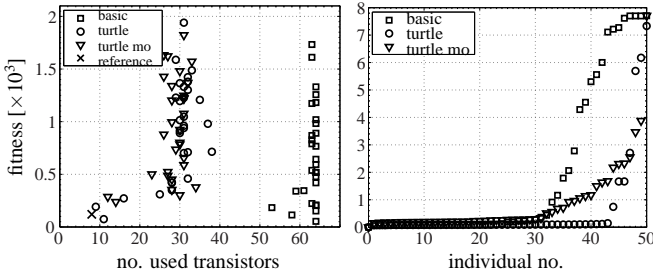 basic
turtle
turtle mo
reference
2
1.5
1
0.5
0
0 10 20 30 40 50 60 70
fitness [×10³]
no. used transistors
basic
turtle
turtle mo
8
7
6
5
4
3
2
1
0
0 10 20 30 40 50
individual no.